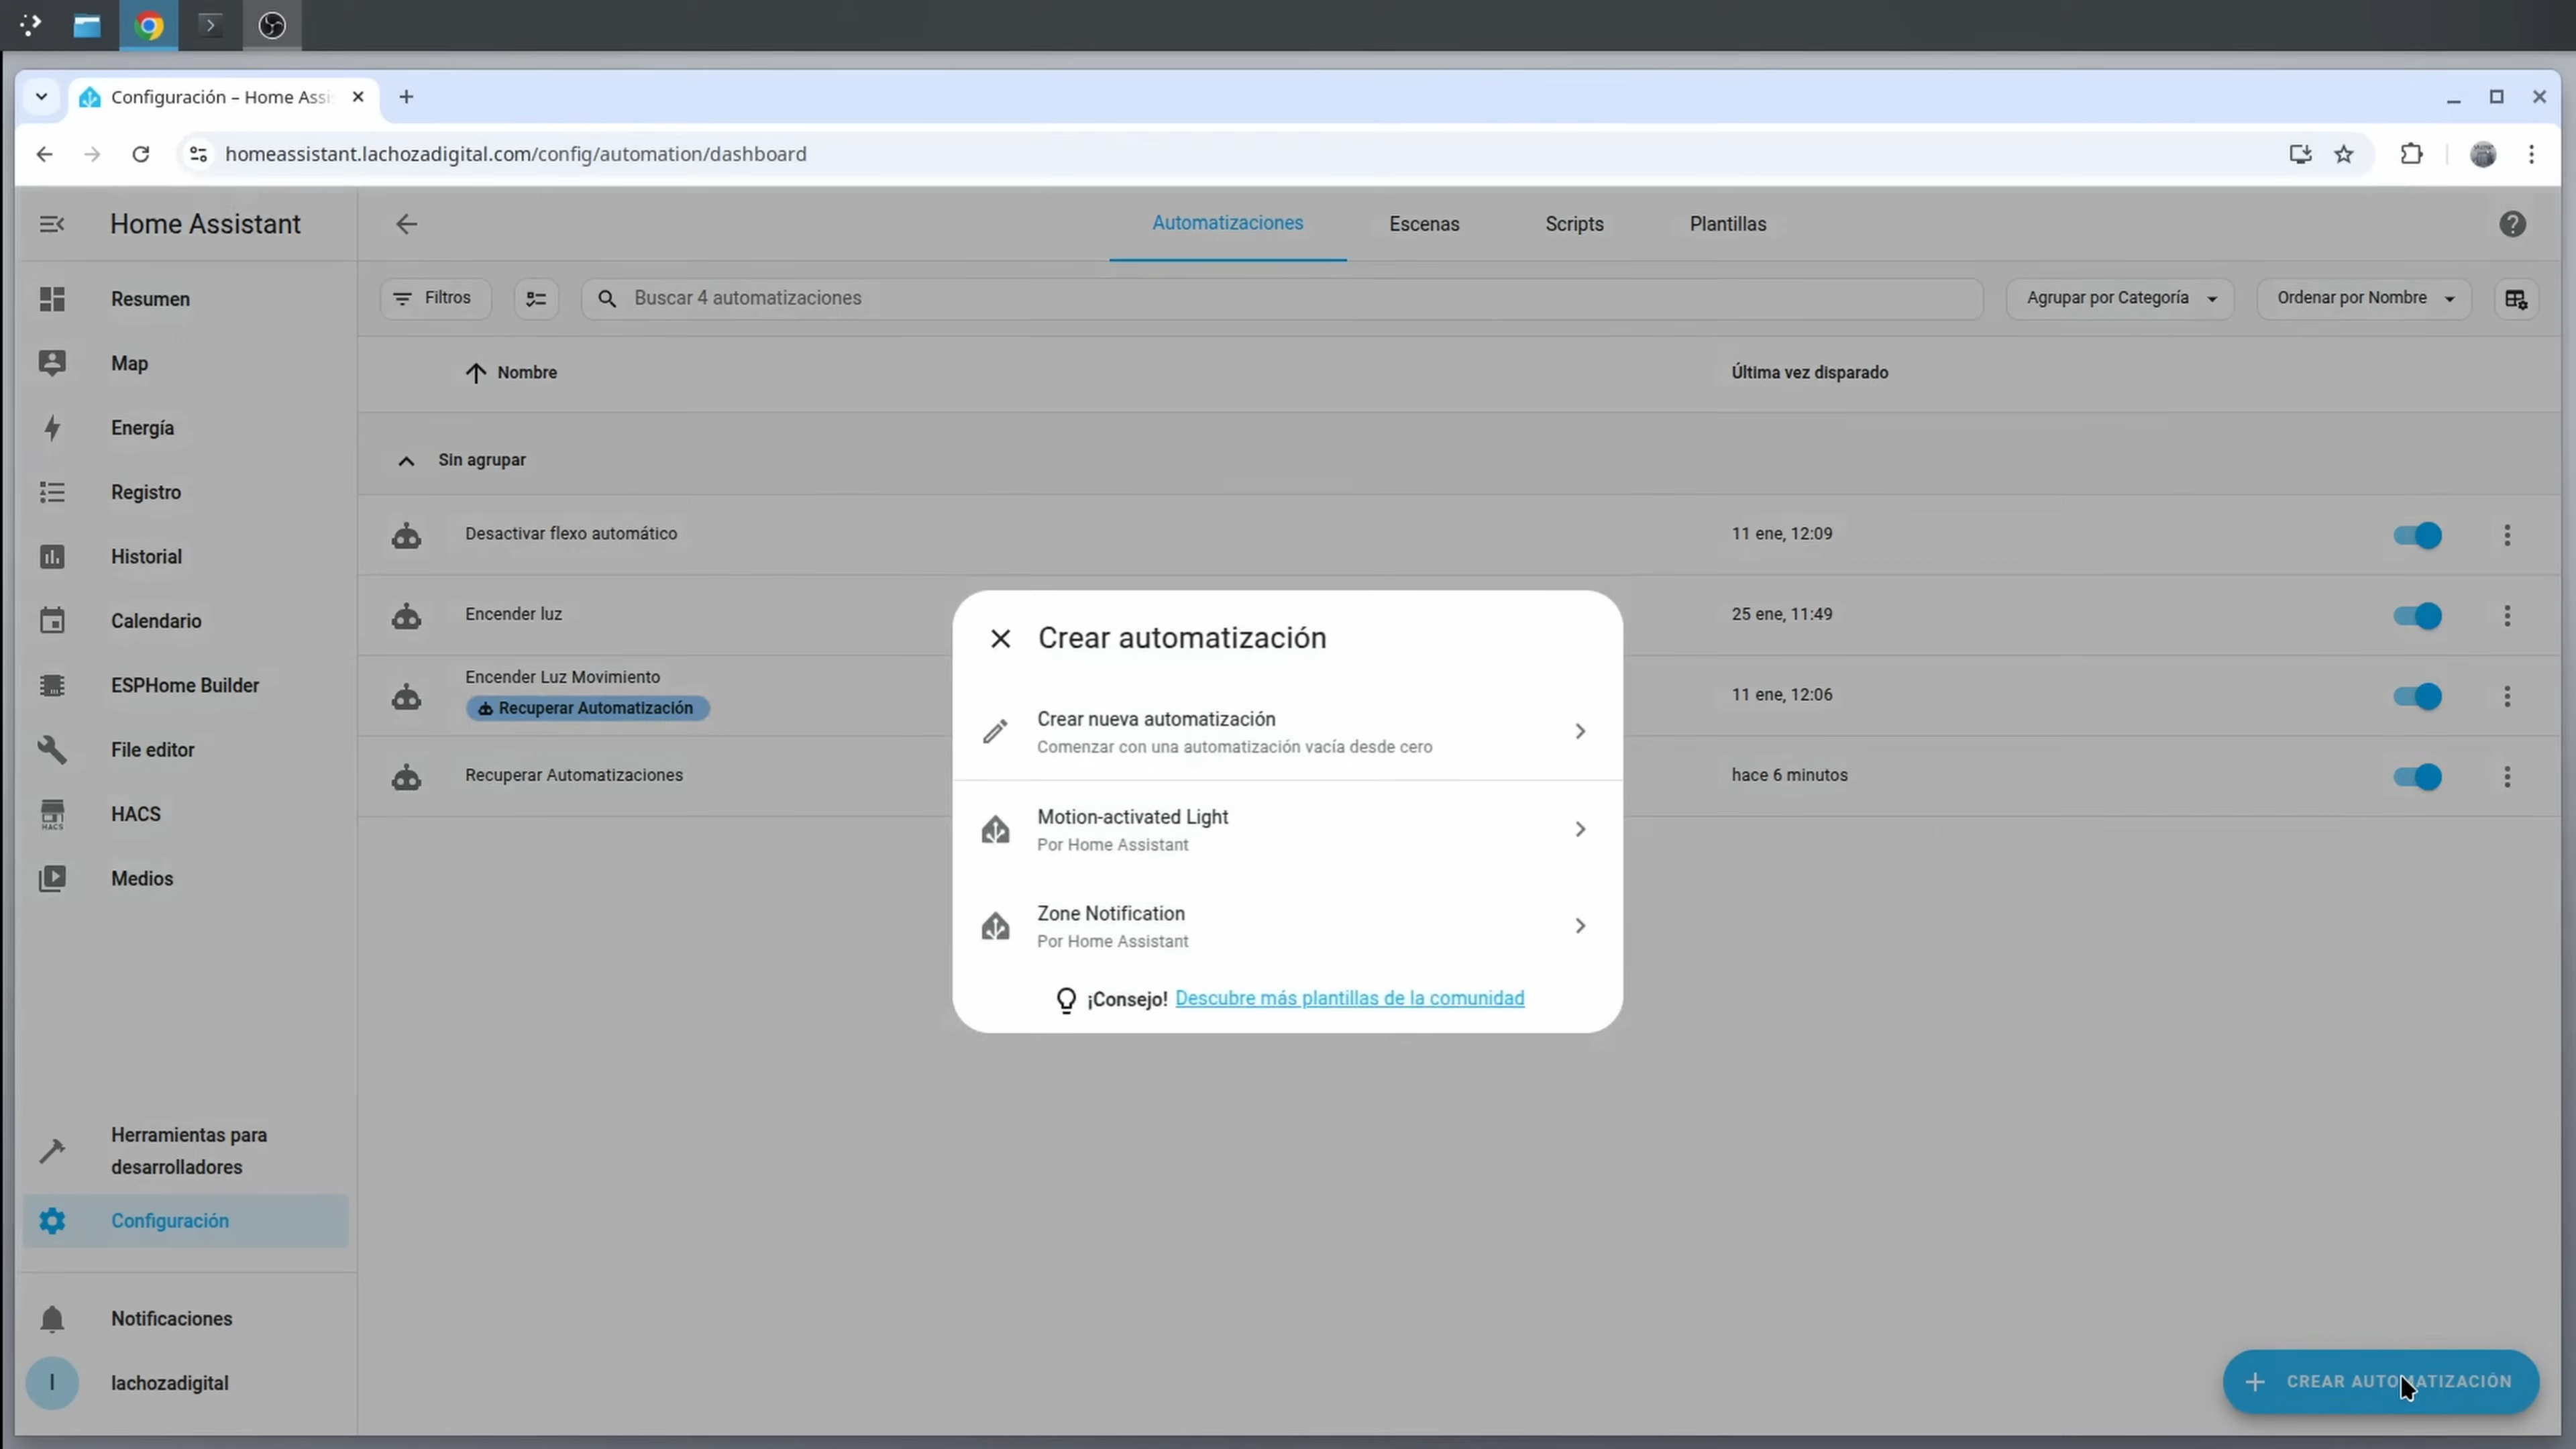 Configuración – Home Assi
homeassistant.lachozadigital.com/config/automation/dashboard
Home Assistant
Automatizaciones
Escenas
Scripts
Plantillas
Resumen
Map
Energía
Registro
Historial
Calendario
ESPHome Builder
File editor
HACS
HACS
Medios
Herramientas para
desarrolladores
Configuración
Notificaciones
l
lachozadigital
Filtros
Buscar 4 automatizaciones
Agrupar por Categoría
Ordenar por Nombre
Nombre
Última vez disparado
Sin agrupar
Desactivar flexo automático
11 ene, 12:09
Encender luz
25 ene, 11:49
Encender Luz Movimiento
Recuperar Automatización
11 ene, 12:06
Recuperar Automatizaciones
hace 6 minutos
Crear automatización
Crear nueva automatización
Comenzar con una automatización vacía desde cero
Motion-activated Light
Por Home Assistant
Zone Notification
Por Home Assistant
¡Consejo! Descubre más plantillas de la comunidad
CREAR AUTOMATIZACIÓN